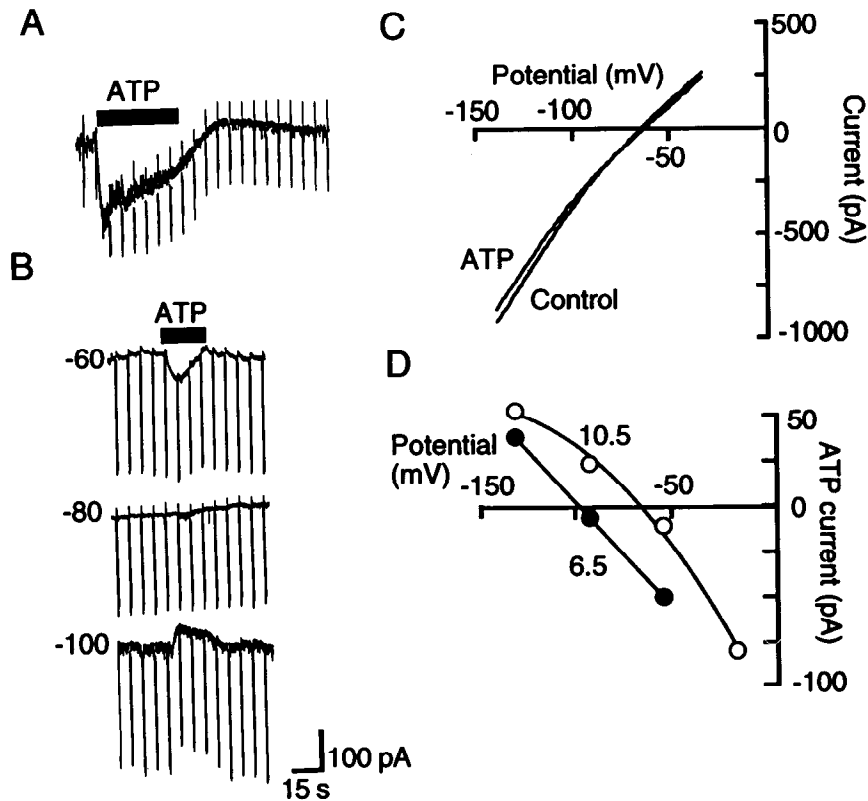 A
ATP
B
ATP
-60
-80
-100
100 pA
15 s
C
500
Potential (mV)
-150
-100
-50
0
Current (pA)
-500
-1000
ATP
Control
D
Potential
(mV)
-150
-50
10.5
6.5
50
0
-100
ATP current (pA)